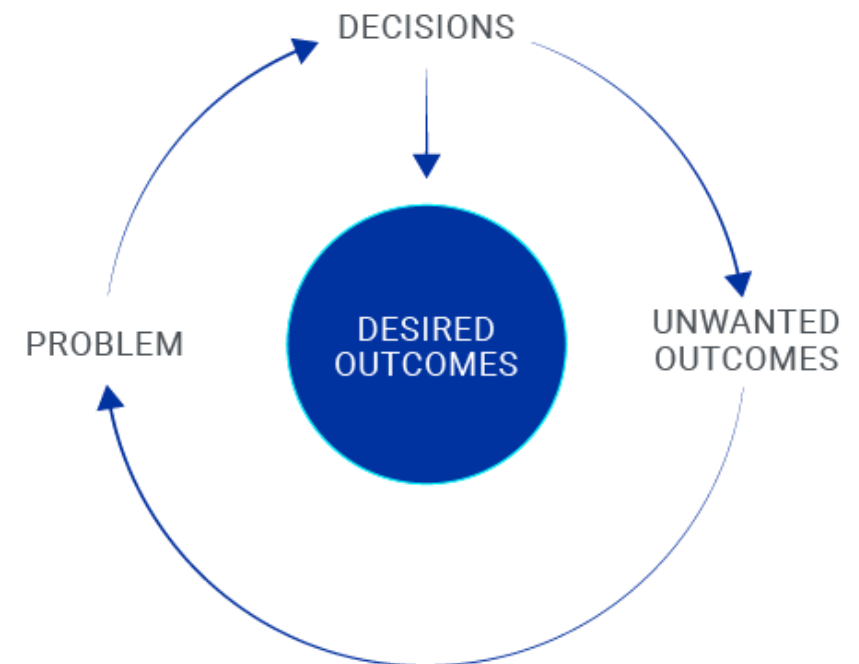 DECISIONS
PROBLEM
DESIRED
OUTCOMES
UNWANTED
OUTCOMES